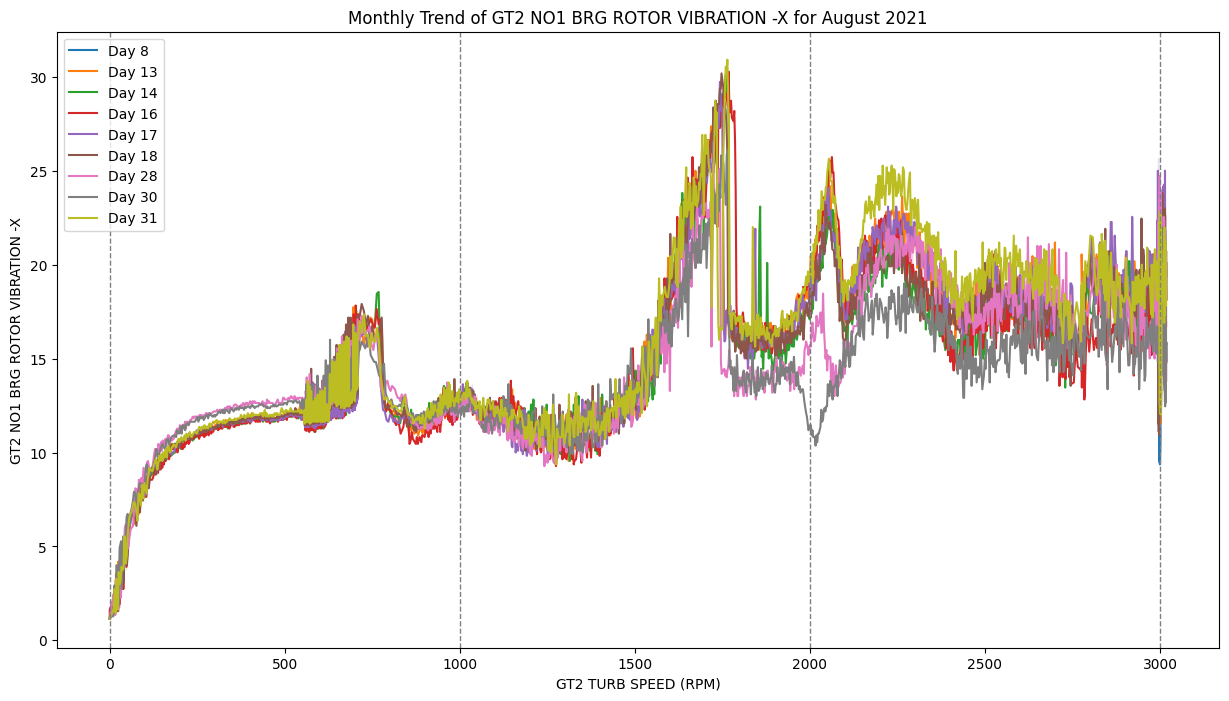 Monthly Trend of GT2 NO1 BRG ROTOR VIBRATION -X for August 2021
Day 8
Day 13
Day 14
Day 16
Day 17
Day 18
Day 28
Day 30
Day 31
GT2 NO1 BRG ROTOR VIBRATION -X
30
25
20
15
10
5
0
0 500 1000 1500 2000 2500 3000
GT2 TURB SPEED (RPM)